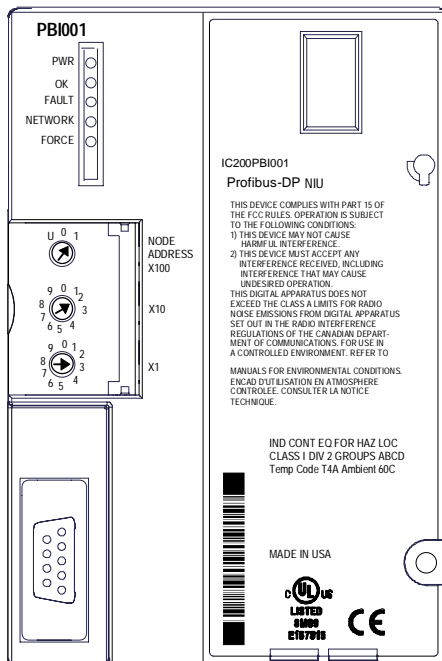 PBI001
PWR
OK
FAULT
NETWORK
FORCE
U 0 1
NODE
ADDRESS
X100
9 0 1 2 3 4 5 6 7 8
X10
9 0 1 2 3 4 5 6 7 8
X1
IC200PBI001
Profibus-DP NIU
THIS DEVICE COMPLIES WITH PART 15 OF
THE FCC RULES. OPERATION IS SUBJECT
TO THE FOLLOWING CONDITIONS:
1) THIS DEVICE MAY NOT CAUSE
HARMFUL INTERFERENCE.
2) THIS DEVICE MUST ACCEPT ANY
INTERFERENCE RECEIVED, INCLUDING
INTERFERENCE THAT MAY CAUSE
UNDESIRED OPERATION.
THIS DIGITAL APPARATUS DOES NOT
EXCEED THE CLASS A LIMITS FOR RADIO
NOISE EMISSIONS FROM DIGITAL APPARATUS
SET OUT IN THE RADIO INTERFERENCE
REGULATIONS OF THE CANADIAN DEPART-
MENT OF COMMUNICATIONS. FOR USE IN
A CONTROLLED ENVIRONMENT. REFER TO
MANUALS FOR ENVIRONMENTAL CONDITIONS.
ENCAD D'UTILISATION EN ATMOSPHERE
CONTROLEE. CONSULTER LA NOTICE
TECHNIQUE.
IND CONT EQ FOR HAZ LOC
CLASS I DIV 2 GROUPS ABCD
Temp Code T4A Ambient 60C
MADE IN USA
C UL US
LISTED
CE